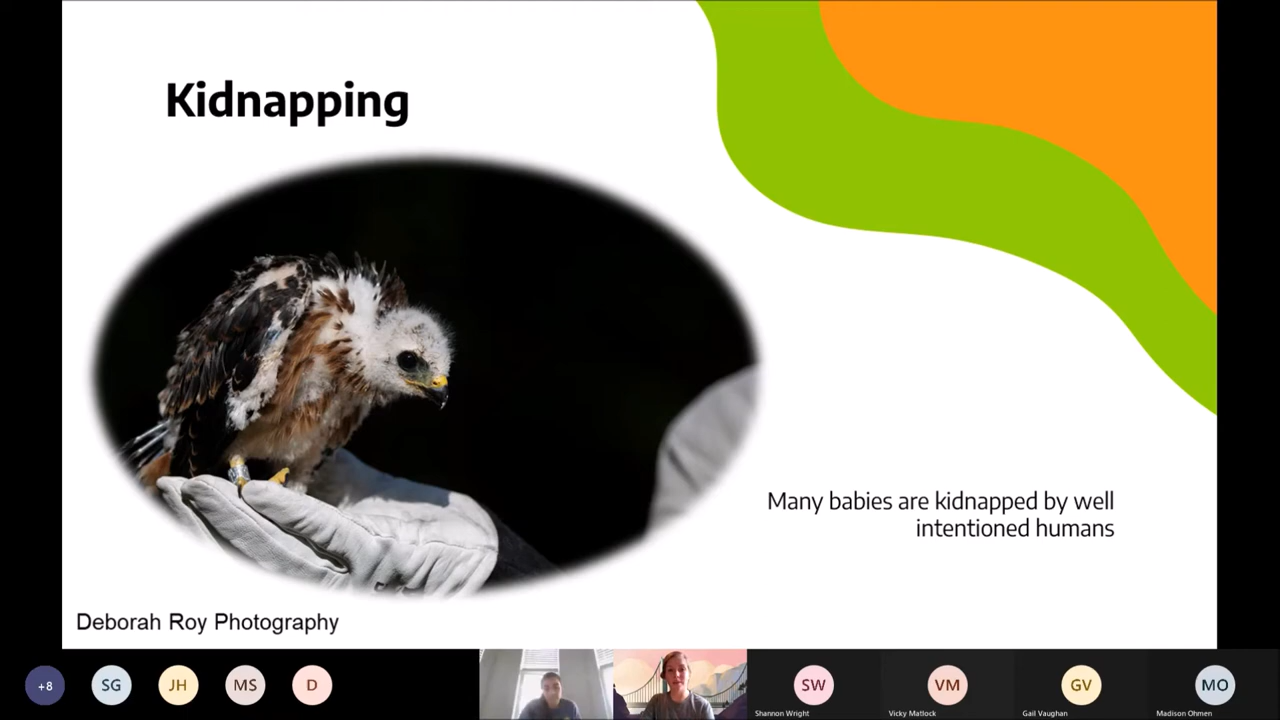 Kidnapping
Many babies are kidnapped by well
intentioned humans
Deborah Roy Photography
+8
SG
JH
MS
D
SW
Shannon Wright
VM
Vicky Matlock
GV
Gail Vaughan
MO
Madison Ohmen